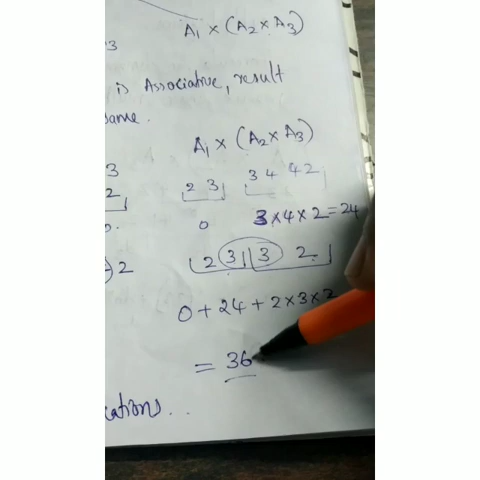 A₁ × (A₂ × A₃)
3
is Associative, result
same.
A₁ × (A₂ × A₃)
3
2 3 3 4 4 2
2
0 3×4×2=24
2 3 3 2
2
0 + 24 + 2×3×2
= 36
cations..